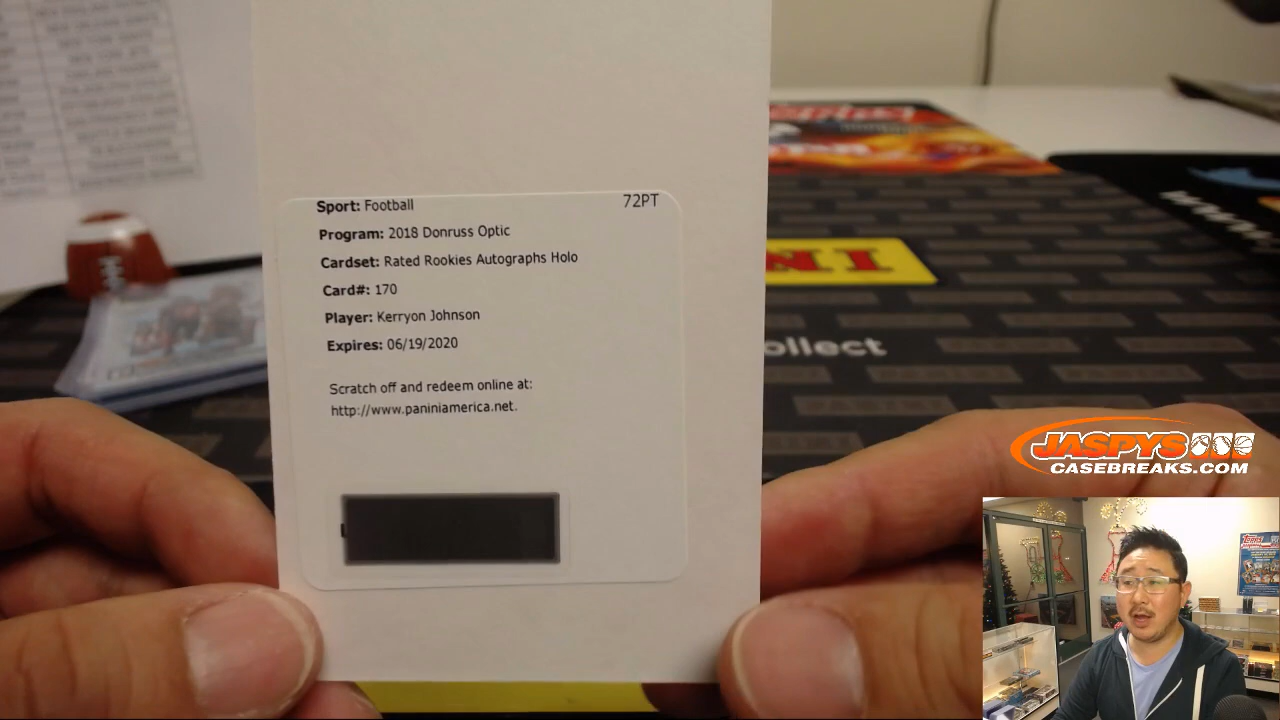 Sport: Football 72PT
Program: 2018 Donruss Optic
Cardset: Rated Rookies Autographs Holo
Card#: 170
Player: Kerryon Johnson
Expires: 06/19/2020
Scratch off and redeem online at:
http://www.paniniamerica.net.
ollect
JASPYS
CASEBREAKS.COM
TOPPS